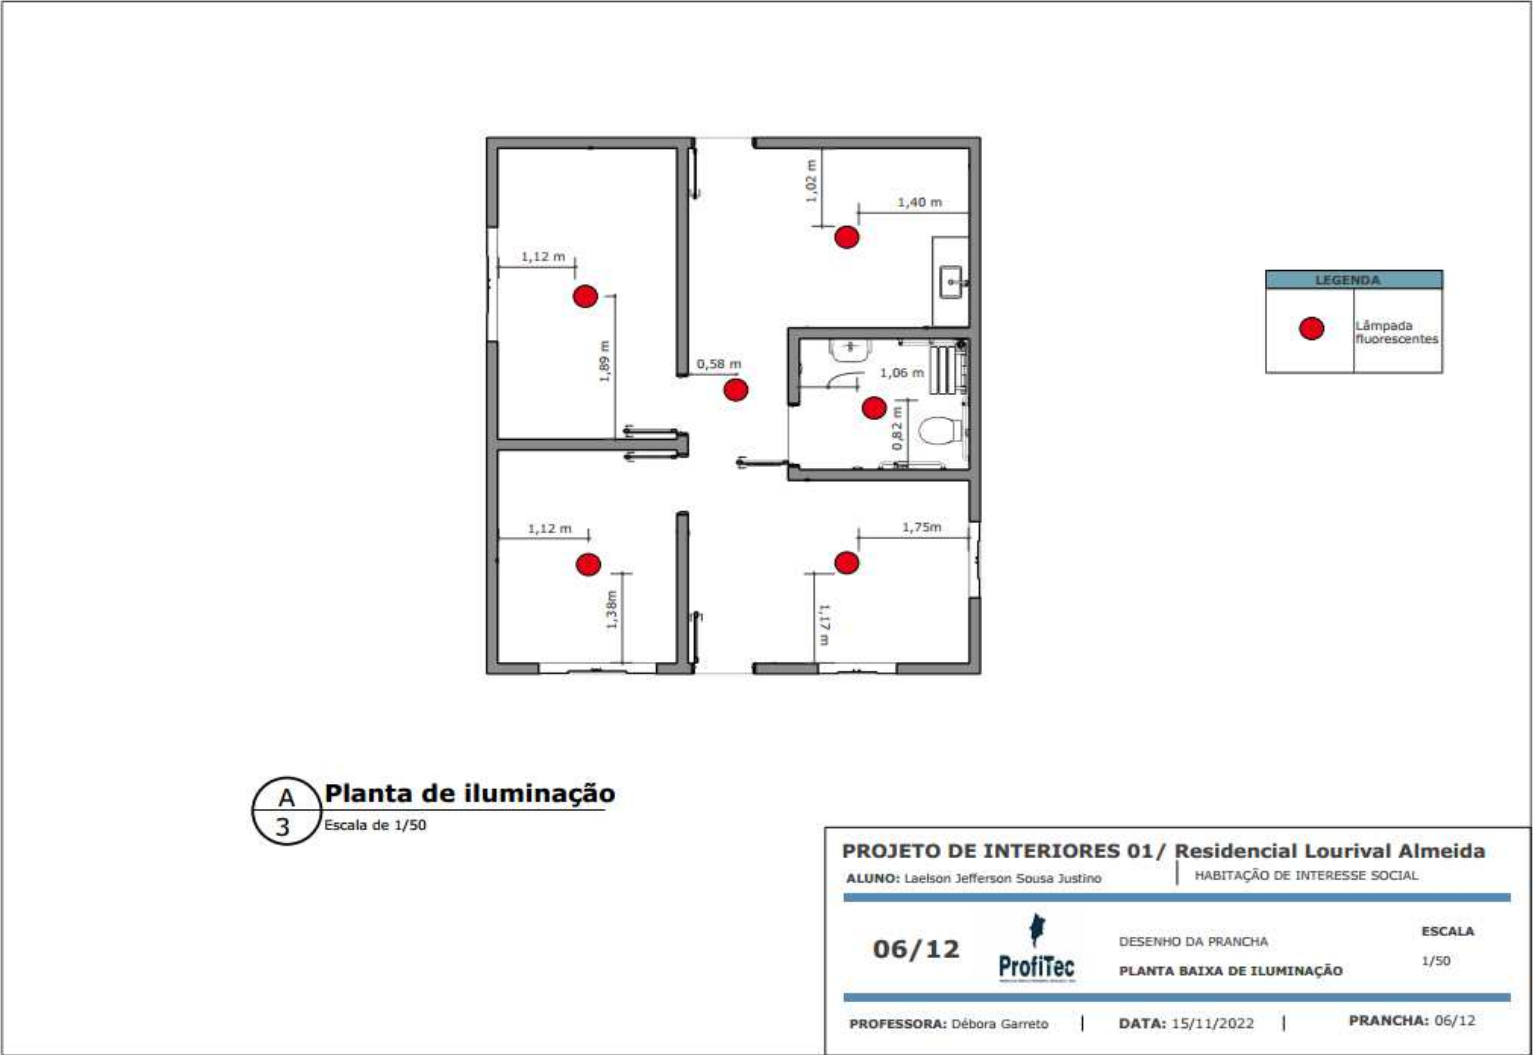 1,02 m
1,40 m
1,12 m
1,89 m
0,58 m
1,06 m
0,82 m
1,12 m
1,38m
1,75m
1,17 m
LEGENDA
Lâmpada
fluorescentes
A
3
Planta de iluminação
Escala de 1/50
PROJETO DE INTERIORES 01/ Residencial Lourival Almeida
ALUNO: Laelson Jefferson Sousa Justino
HABITAÇÃO DE INTERESSE SOCIAL
06/12
ProfiTec
DESENHO DA PRANCHA
PLANTA BAIXA DE ILUMINAÇÃO
ESCALA
1/50
PROFESSORA: Débora Garreto
DATA: 15/11/2022
PRANCHA: 06/12